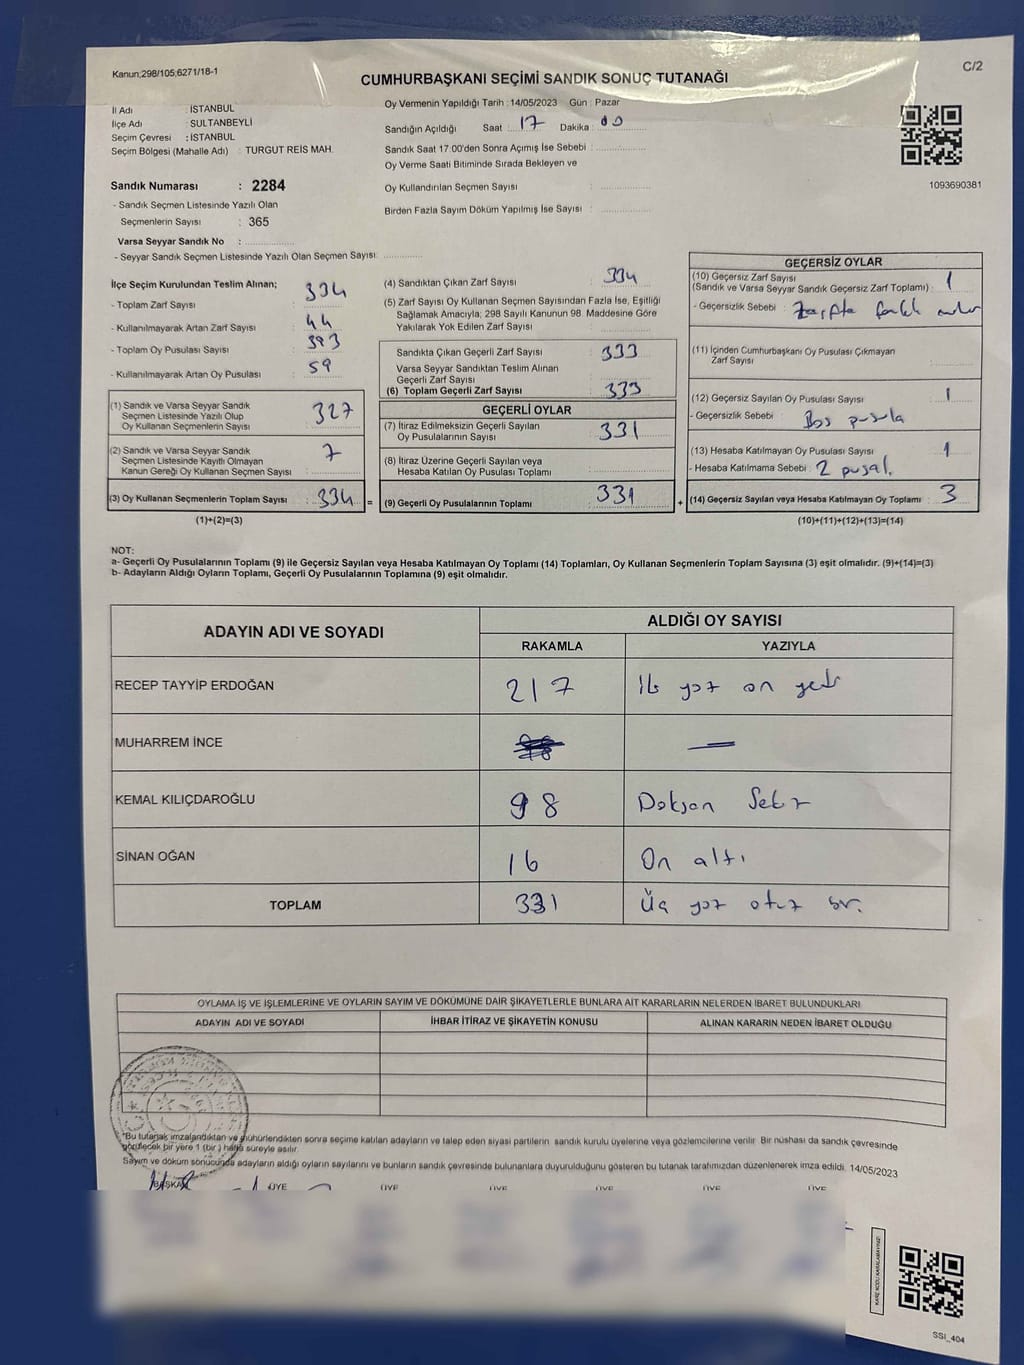 Kanun;298/105;6271/18-1
C/2
CUMHURBAŞKANI SEÇİMİ SANDIK SONUÇ TUTANAĞI
İl Adı : İSTANBUL
İlçe Adı : SULTANBEYLİ
Seçim Çevresi : İSTANBUL
Seçim Bölgesi (Mahalle Adı) : TURGUT REİS MAH.
Oy Vermenin Yapıldığı Tarih : 14/05/2023 Gün : Pazar
Sandığın Açıldığı Saat : 17 Dakika : 00
Sandık Saat 17:00'den Sonra Açımış İse Sebebi :
Oy Verme Saati Bitiminde Sırada Bekleyen ve
Oy Kullandırılan Seçmen Sayısı :
Birden Fazla Sayım Döküm Yapılmış İse Sayısı :
1093690381
Sandık Numarası : 2284
- Sandık Seçmen Listesinde Yazılı Olan
Seçmenlerin Sayısı : 365
Varsa Seyyar Sandık No :
- Seyyar Sandık Seçmen Listesinde Yazılı Olan Seçmen Sayısı:
İlçe Seçim Kurulundan Teslim Alınan;
- Toplam Zarf Sayısı : 334
- Kullanılmayarak Artan Zarf Sayısı : 44
- Toplam Oy Pusulası Sayısı : 393
- Kullanılmayarak Artan Oy Pusulası : 59
(1) Sandık ve Varsa Seyyar Sandık
Seçmen Listesinde Yazılı Olup
Oy Kullanan Seçmenlerin Sayısı : 327
(2) Sandık ve Varsa Seyyar Sandık
Seçmen Listesinde Kayıtlı Olmayan
Kanun Gereği Oy Kullanan Seçmen Sayısı : 7
(3) Oy Kullanan Seçmenlerin Toplam Sayısı : 334 =
(1)+(2)=(3)
(4) Sandıktan Çıkan Zarf Sayısı : 334
(5) Zarf Sayısı Oy Kullanan Seçmen Sayısından Fazla İse, Eşitliği
Sağlamak Amacıyla; 298 Sayılı Kanunun 98. Maddesine Göre
Yakılarak Yok Edilen Zarf Sayısı :
Sandıkta Çıkan Geçerli Zarf Sayısı : 333
Varsa Seyyar Sandıktan Teslim Alınan
Geçerli Zarf Sayısı :
(6) Toplam Geçerli Zarf Sayısı : 333
GEÇERLİ OYLAR
(7) İtiraz Edilmeksizin Geçerli Sayılan
Oy Pusulalarının Sayısı : 331
(8) İtiraz Üzerine Geçerli Sayılan veya
Hesaba Katılan Oy Pusulası Toplamı :
(9) Geçerli Oy Pusulalarının Toplamı : 331 +
GEÇERSİZ OYLAR
(10) Geçersiz Zarf Sayısı
(Sandık ve Varsa Seyyar Sandık Geçersiz Zarf Toplamı) : 1
- Geçersizlik Sebebi : Zarfta farklı
(11) İçinden Cumhurbaşkanı Oy Pusulası Çıkmayan
Zarf Sayısı :
(12) Geçersiz Sayılan Oy Pusulası Sayısı : 1
- Geçersizlik Sebebi : Boş pusula
(13) Hesaba Katılmayan Oy Pusulası Sayısı : 1
- Hesaba Katılmama Sebebi : 2 pusal.
(14) Geçersiz Sayılan veya Hesaba Katılmayan Oy Toplamı : 3
(10)+(11)+(12)+(13)=(14)
NOT:
a- Geçerli Oy Pusulalarının Toplamı (9) ile Geçersiz Sayılan veya Hesaba Katılmayan Oy Toplamı (14) Toplamları, Oy Kullanan Seçmenlerin Toplam Sayısına (3) eşit olmalıdır. (9)+(14)=(3)
b- Adayların Aldığı Oyların Toplamı, Geçerli Oy Pusulalarının Toplamına (9) eşit olmalıdır.
ADAYIN ADI VE SOYADI
ALDIĞI OY SAYISI
RAKAMLA YAZIYLA
RECEP TAYYİP ERDOĞAN 217 iki yüz on yedi
MUHARREM İNCE —
KEMAL KILIÇDAROĞLU 98 Doksan Sekiz
SİNAN OĞAN 16 On altı
TOPLAM 331 Üç yüz otuz bir.
OYLAMA İŞ VE İŞLEMLERİNE VE OYLARIN SAYIM VE DÖKÜMÜNE DAİR ŞİKAYETLERLE BUNLARA AİT KARARLARIN NELERDEN İBARET BULUNDUKLARI
ADAYIN ADI VE SOYADI İHBAR İTİRAZ VE ŞİKAYETİN KONUSU ALINAN KARARIN NEDEN İBARET OLDUĞU
*Bu tutanak imzalandıktan ve mühürlendikten sonra seçime katılan adayların ve talep eden siyasi partilerin sandık kurulu üyelerine veya gözlemcilerine verilir. Bir nüshası da sandık çevresinde
görülecek bir yere 1 (bir) hafta süreyle asılır.
Sayım ve döküm sonucunda adayların aldığı oyların sayılarını ve bunların sandık çevresinde bulunanlara duyurulduğunu gösteren bu tutanak tarafımızdan düzenlenerek imza edildi. 14/05/2023
BAŞKAN ÜYE ÜYE ÜYE ÜYE ÜYE ÜYE
KARE KODU KARALAMAYINIZ!
SSI_404